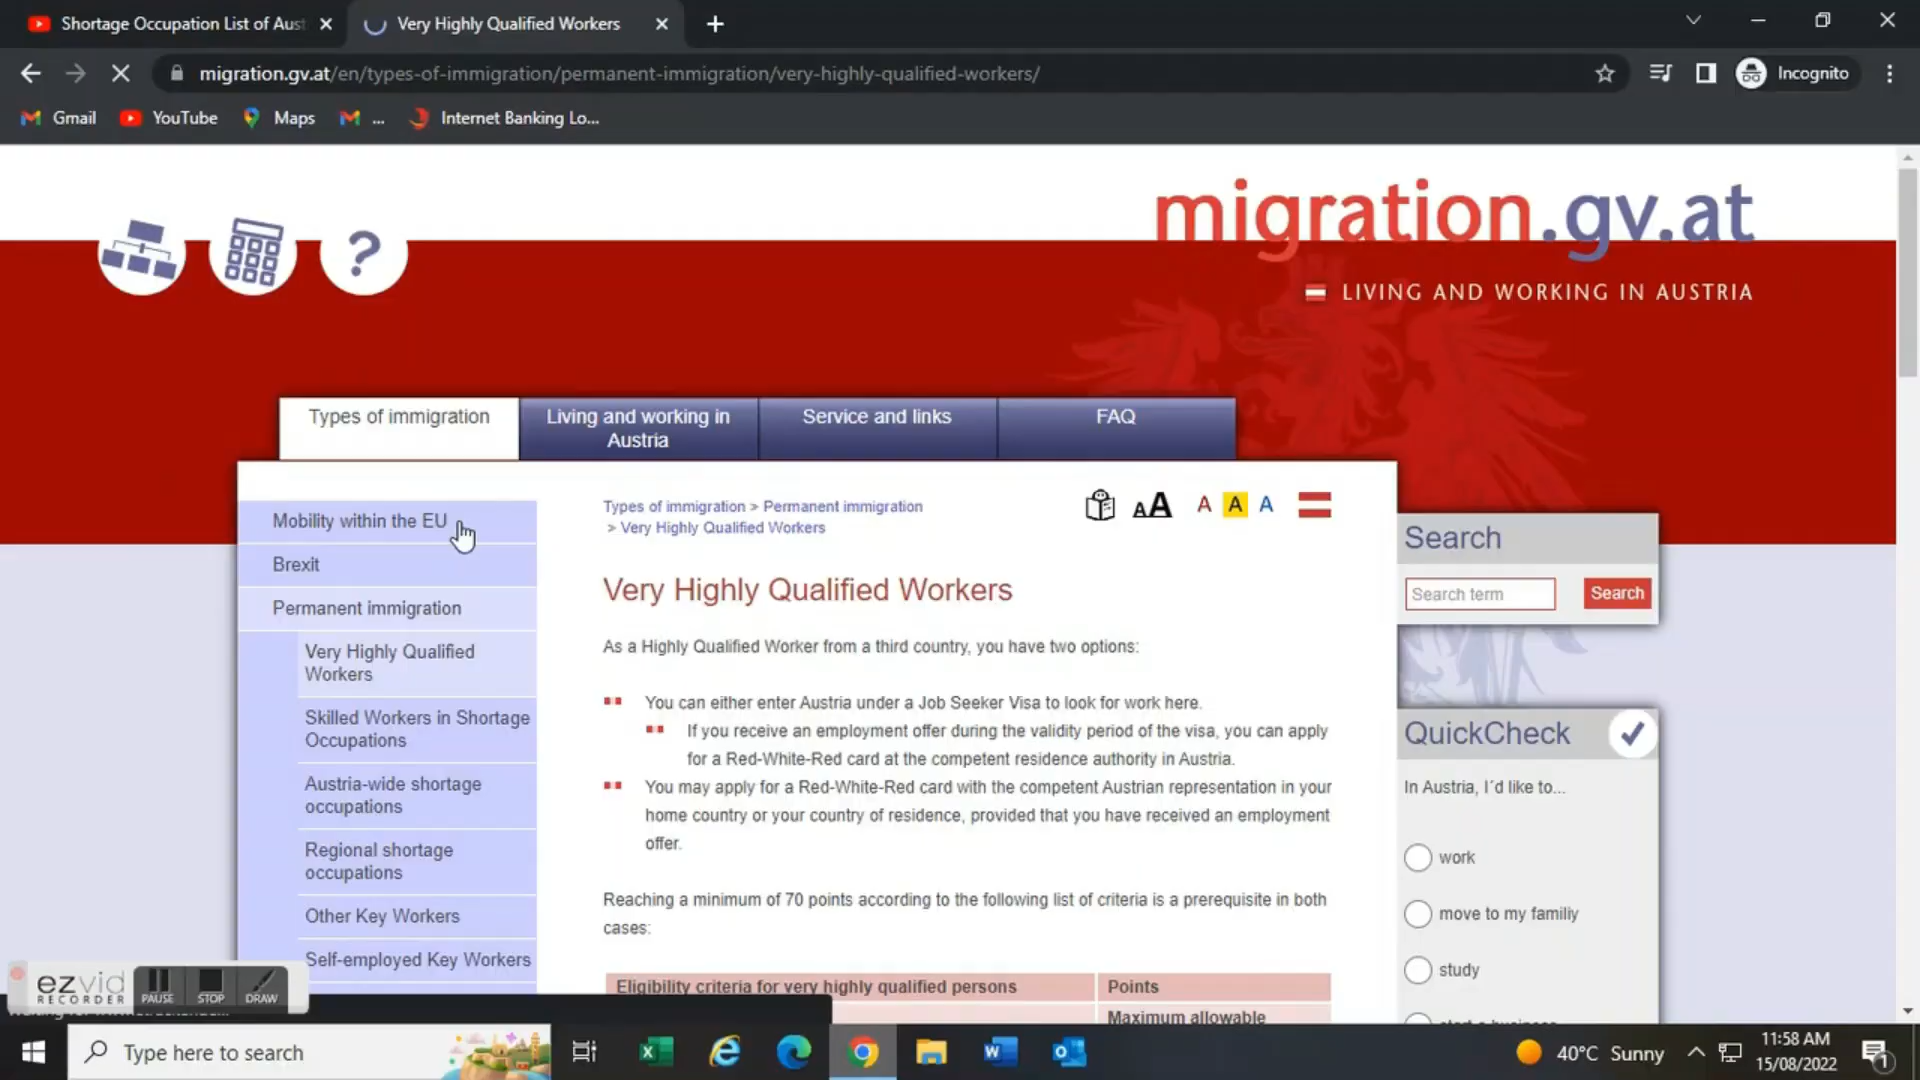 Shortage Occupation List of Aus
Very Highly Qualified Workers
migration.gv.at/en/types-of-immigration/permanent-immigration/very-highly-qualified-workers/
Incognito
Gmail
YouTube
Maps
...
Internet Banking Lo...
migration.gv.at
LIVING AND WORKING IN AUSTRIA
?
Types of immigration
Living and working in
Austria
Service and links
FAQ
Mobility within the EU
Brexit
Permanent immigration
Very Highly Qualified
Workers
Skilled Workers in Shortage
Occupations
Austria-wide shortage
occupations
Regional shortage
occupations
Other Key Workers
Self-employed Key Workers
Types of immigration > Permanent immigration
> Very Highly Qualified Workers
AA A A A
Very Highly Qualified Workers
As a Highly Qualified Worker from a third country, you have two options:
You can either enter Austria under a Job Seeker Visa to look for work here.
If you receive an employment offer during the validity period of the visa, you can apply
for a Red-White-Red card at the competent residence authority in Austria.
You may apply for a Red-White-Red card with the competent Austrian representation in your
home country or your country of residence, provided that you have received an employment
offer.
Reaching a minimum of 70 points according to the following list of criteria is a prerequisite in both
cases:
Eligibility criteria for very highly qualified persons
Points
Maximum allowable
Search
Search term
Search
QuickCheck
In Austria, I´d like to...
work
move to my familiy
study
ezvid
RECORDER
PAUSE
STOP
DRAW
Type here to search
40°C Sunny
11:58 AM
15/08/2022
1